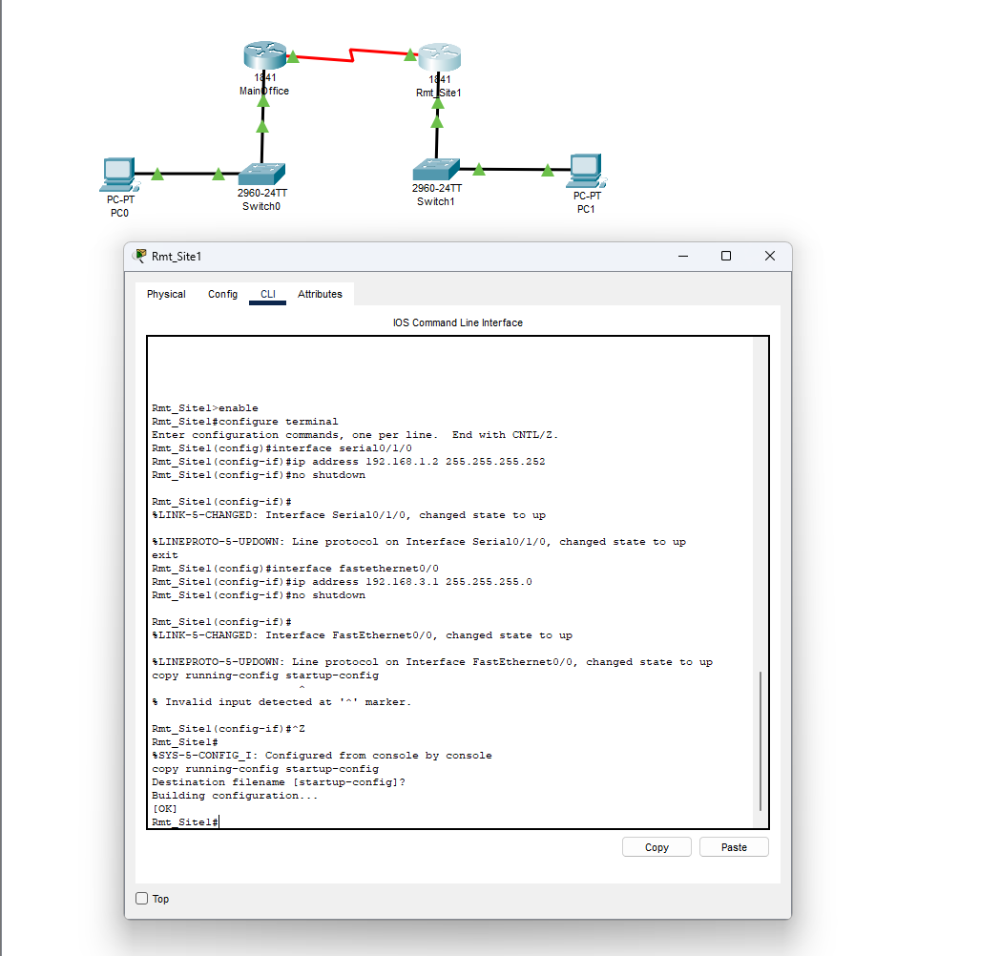 1841
MainOffice
1841
Rmt_Site1
PC-PT
PC0
2960-24TT
Switch0
2960-24TT
Switch1
PC-PT
PC1
Rmt_Site1
Physical Config CLI Attributes
IOS Command Line Interface
Rmt_Site1>enable
Rmt_Site1#configure terminal
Enter configuration commands, one per line.  End with CNTL/Z.
Rmt_Site1(config)#interface serial0/1/0
Rmt_Site1(config-if)#ip address 192.168.1.2 255.255.255.252
Rmt_Site1(config-if)#no shutdown
Rmt_Site1(config-if)#
%LINK-5-CHANGED: Interface Serial0/1/0, changed state to up
%LINEPROTO-5-UPDOWN: Line protocol on Interface Serial0/1/0, changed state to up
exit
Rmt_Site1(config)#interface fastethernet0/0
Rmt_Site1(config-if)#ip address 192.168.3.1 255.255.255.0
Rmt_Site1(config-if)#no shutdown
Rmt_Site1(config-if)#
%LINK-5-CHANGED: Interface FastEthernet0/0, changed state to up
%LINEPROTO-5-UPDOWN: Line protocol on Interface FastEthernet0/0, changed state to up
copy running-config startup-config
^
% Invalid input detected at '^' marker.
Rmt_Site1(config-if)#^Z
Rmt_Site1#
%SYS-5-CONFIG_I: Configured from console by console
copy running-config startup-config
Destination filename [startup-config]?
Building configuration...
[OK]
Rmt_Site1#
Copy Paste
Top